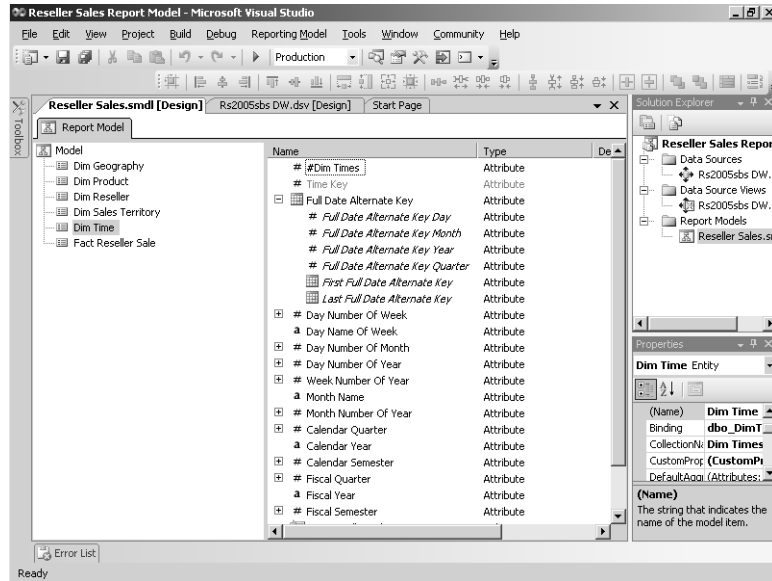 Reseller Sales Report Model - Microsoft Visual Studio
File Edit View Project Build Debug Reporting Model Tools Window Community Help
Production
Toolbox
Reseller Sales.smdl [Design] Rs2005sbs DW.dsv [Design] Start Page
Report Model
Model
Dim Geography
Dim Product
Dim Reseller
Dim Sales Territory
Dim Time
Fact Reseller Sale
Name Type De
#Dim Times Attribute
Time Key Attribute
Full Date Alternate Key Attribute
Full Date Alternate Key Day Attribute
Full Date Alternate Key Month Attribute
Full Date Alternate Key Year Attribute
Full Date Alternate Key Quarter Attribute
First Full Date Alternate Key Attribute
Last Full Date Alternate Key Attribute
Day Number Of Week Attribute
Day Name Of Week Attribute
Day Number Of Month Attribute
Day Number Of Year Attribute
Week Number Of Year Attribute
Month Name Attribute
Month Number Of Year Attribute
Calendar Quarter Attribute
Calendar Year Attribute
Calendar Semester Attribute
Fiscal Quarter Attribute
Fiscal Year Attribute
Fiscal Semester Attribute
Solution Explorer
Reseller Sales Repor
Data Sources
Rs2005sbs DW.
Data Source Views
Rs2005sbs DW.
Report Models
Reseller Sales.s
Properties
Dim Time Entity
(Name) Dim Time
Binding dbo_DimT
CollectionNa Dim Times
CustomProp (CustomPr
DefaultAggr (Attributes:
(Name)
The string that indicates the
name of the model item.
Error List
Ready